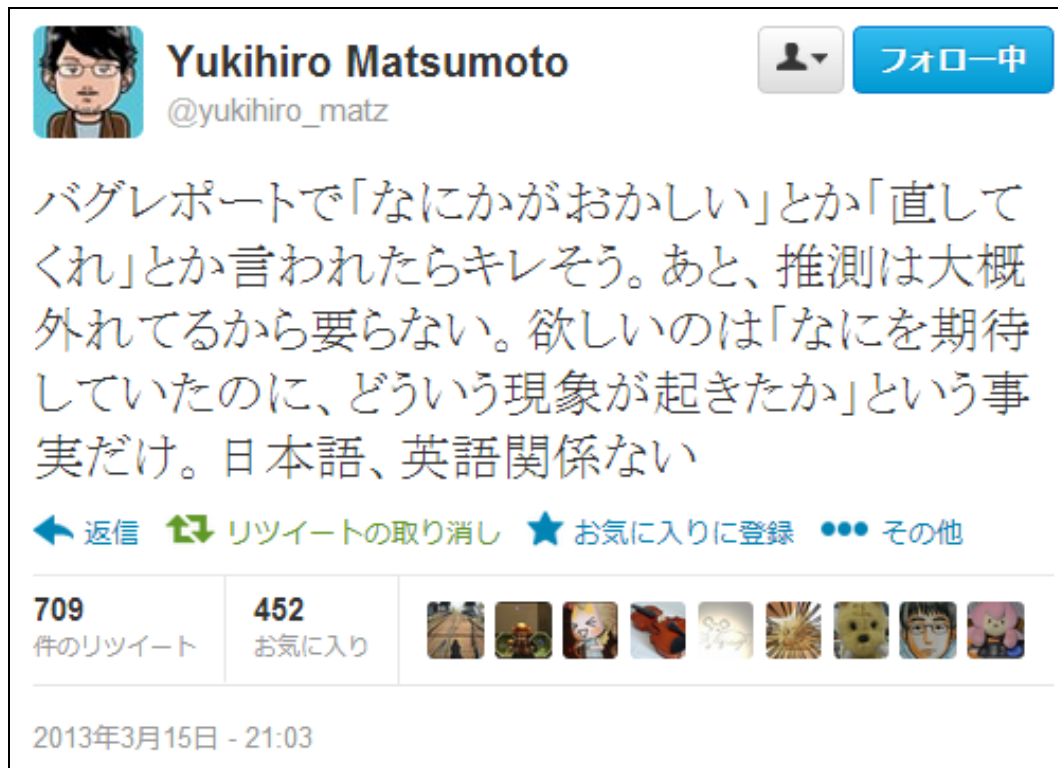 Yukihiro Matsumoto
@yukihiro_matz
フォロー中
バグレポートで「なにかがおかしい」とか「直して
くれ」とか言われたらキレそう。あと、推測は大概
外れてるから要らない。欲しいのは「なにを期待
していたのに、どういう現象が起きたか」という事
実だけ。日本語、英語関係ない
返信 リツイートの取り消し お気に入りに登録 その他
709 452
件のリツイート お気に入り
2013年3月15日 - 21:03